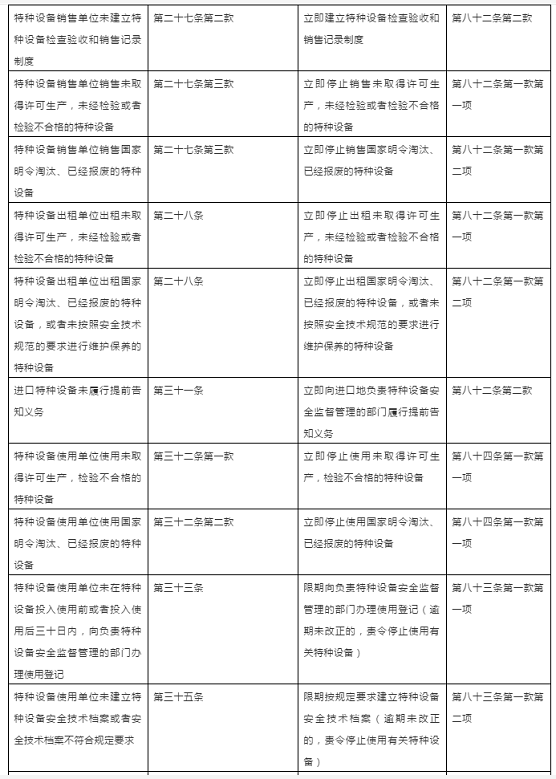 特种设备销售单位未建立特
种设备检查验收和销售记录
制度
第二十七条第二款
立即建立特种设备检查验收和
销售记录制度
第八十二条第二款
特种设备销售单位销售未取
得许可生产，未经检验或者
检验不合格的特种设备
第二十七条第三款
立即停止销售未取得许可生
产，未经检验或者检验不合格
的特种设备
第八十二条第一款第
一项
特种设备销售单位销售国家
明令淘汰、已经报废的特种
设备
第二十七条第三款
立即停止销售国家明令淘汰、
已经报废的特种设备
第八十二条第一款第
二项
特种设备出租单位出租未取
得许可生产，未经检验或者
检验不合格的特种设备
第二十八条
立即停止出租未取得许可生
产，未经检验或者检验不合格
的特种设备
第八十二条第一款第
一项
特种设备出租单位出租国家
明令淘汰、已经报废的特种
设备，或者未按照安全技术
规范的要求进行维护保养的
特种设备
第二十八条
立即停止出租国家明令淘汰、
已经报废的特种设备，或者未
按照安全技术规范的要求进行
维护保养的特种设备
第八十二条第一款第
二项
进口特种设备未履行提前告
知义务
第三十一条
立即向进口地负责特种设备安
全监督管理的部门履行提前告
知义务
第八十二条第二款
特种设备使用单位使用未取
得许可生产，检验不合格的
特种设备
第三十二条第一款
立即停止使用未取得许可生
产，检验不合格的特种设备
第八十四条第一款第
一项
特种设备使用单位使用国家
明令淘汰、已经报废的特种
设备
第三十二条第二款
立即停止使用国家明令淘汰、
已经报废的特种设备
第八十四条第一款第
一项
特种设备使用单位未在特种
设备投入使用前或者投入使
用后三十日内，向负责特种
设备安全监督管理的部门办
理使用登记
第三十三条
限期向负责特种设备安全监督
管理的部门办理使用登记（逾
期未改正的，责令停止使用有
关特种设备）
第八十三条第一款第
一项
特种设备使用单位未建立特
种设备安全技术档案或者安
全技术档案不符合规定要求
第三十五条
限期按规定要求建立特种设备
安全技术档案（逾期未改正
的，责令停止使用有关特种设
备）
第八十三条第一款第
二项